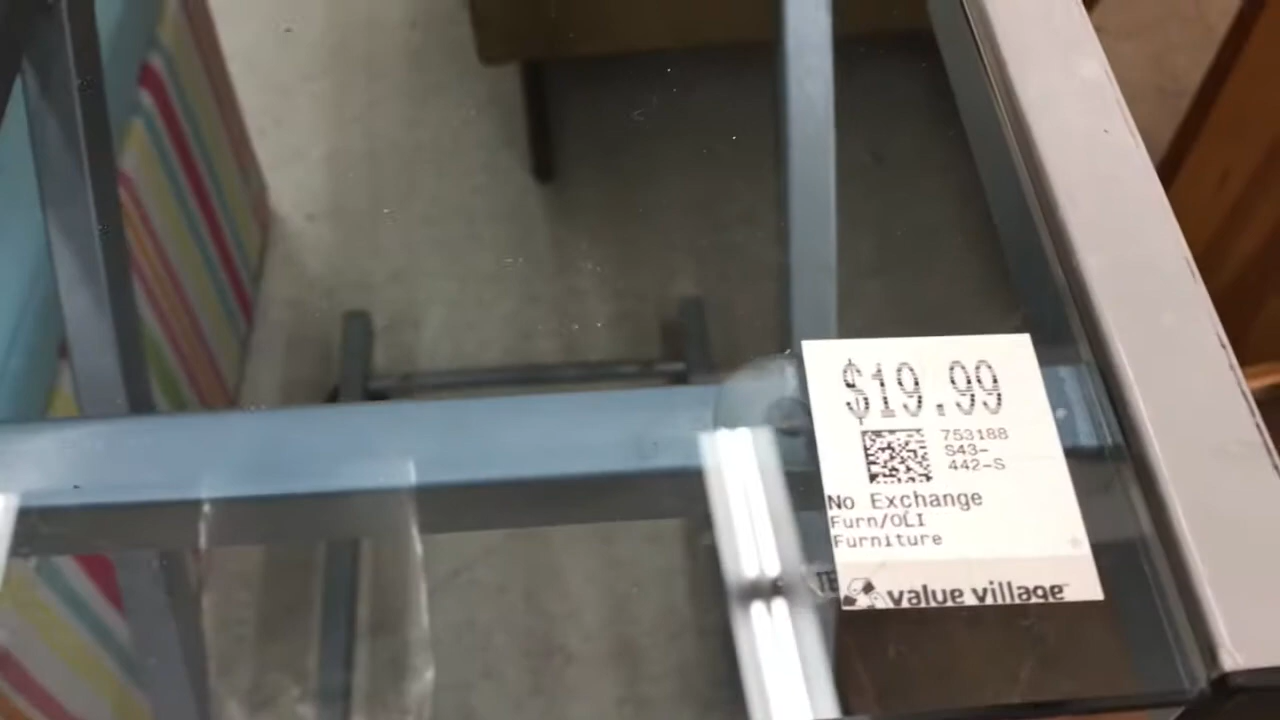 $19.99
753188
S43-
442-S
No Exchange
Furn/OLI
Furniture
value village